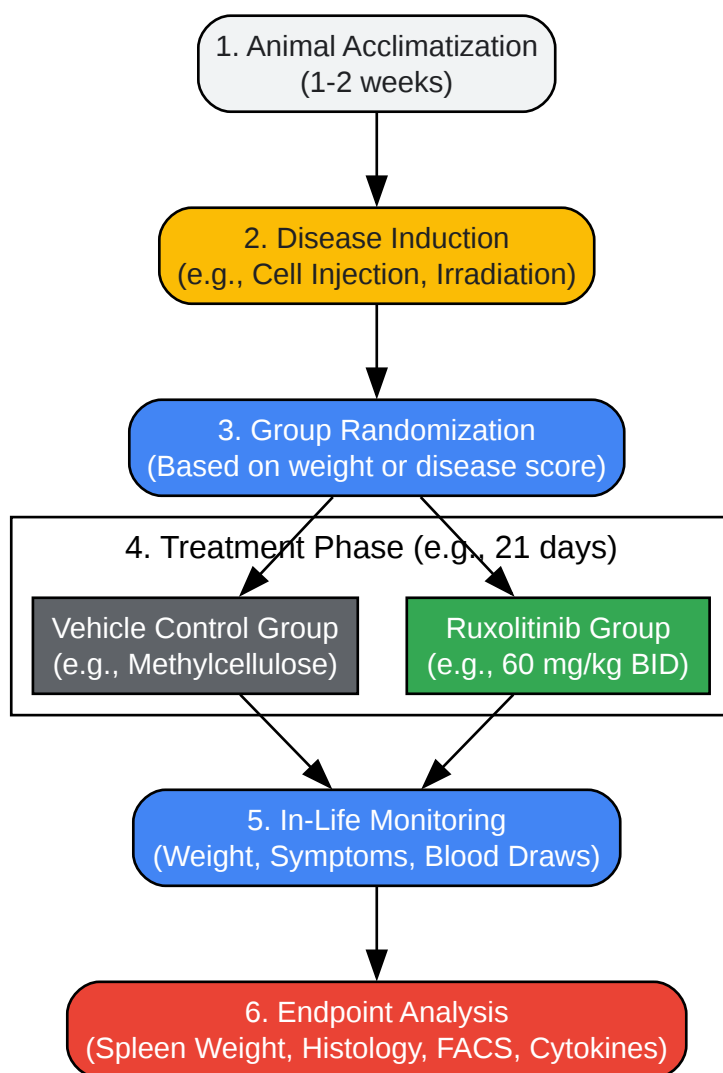 1. Animal Acclimatization
(1-2 weeks)
2. Disease Induction
(e.g., Cell Injection, Irradiation)
3. Group Randomization
(Based on weight or disease score)
4. Treatment Phase (e.g., 21 days)
Vehicle Control Group
(e.g., Methylcellulose)
Ruxolitinib Group
(e.g., 60 mg/kg BID)
5. In-Life Monitoring
(Weight, Symptoms, Blood Draws)
6. Endpoint Analysis
(Spleen Weight, Histology, FACS, Cytokines)